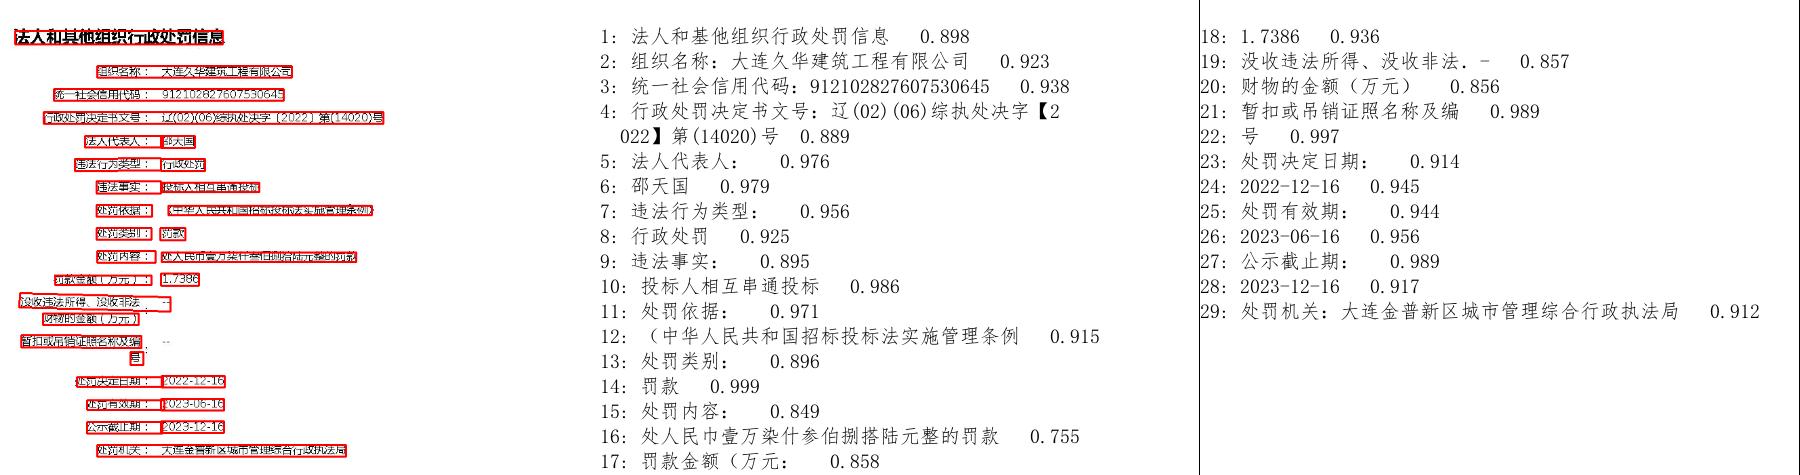 法人和其他组织行政处罚信息
组织名称： 大连久华建筑工程有限公司
统一社会信用代码： 912102827607530645
行政处罚决定书文号： 辽(02)(06)综执处决字〔2022〕第(14020)号
法人代表人： 邵天国
违法行为类型： 行政处罚
违法事实： 投标人相互串通投标
处罚依据： 《中华人民共和国招标投标法实施管理条例》
处罚类别： 罚款
处罚内容： 处人民币壹万柒仟叁佰捌拾陆元整的罚款
罚款金额（万元）： 1.7386
没收违法所得、没收非法 --
财物的金额（万元）
暂扣或吊销证照名称及编 ： --
号
处罚决定日期： 2022-12-16
处罚有效期： 2023-06-16
公示截止期： 2023-12-16
处罚机关： 大连金普新区城市管理综合行政执法局
1: 法人和基他组织行政处罚信息 0.898
2: 组织名称: 大连久华建筑工程有限公司 0.923
3: 统一社会信用代码: 912102827607530645 0.938
4: 行政处罚决定书文号: 辽(02)(06)综执处决字【2
022】第(14020)号 0.889
5: 法人代表人: 0.976
6: 邵天国 0.979
7: 违法行为类型: 0.956
8: 行政处罚 0.925
9: 违法事实: 0.895
10: 投标人相互串通投标 0.986
11: 处罚依据: 0.971
12: （中华人民共和国招标投标法实施管理条例 0.915
13: 处罚类别: 0.896
14: 罚款 0.999
15: 处罚内容: 0.849
16: 处人民巾壹万染什参伯捌搭陆元整的罚款 0.755
17: 罚款金额（万元: 0.858
18: 1.7386 0.936
19: 没收违法所得、没收非法. - 0.857
20: 财物的金额（万元） 0.856
21: 暂扣或吊销证照名称及编 0.989
22: 号 0.997
23: 处罚决定日期: 0.914
24: 2022-12-16 0.945
25: 处罚有效期: 0.944
26: 2023-06-16 0.956
27: 公示截止期: 0.989
28: 2023-12-16 0.917
29: 处罚机关: 大连金普新区城市管理综合行政执法局 0.912